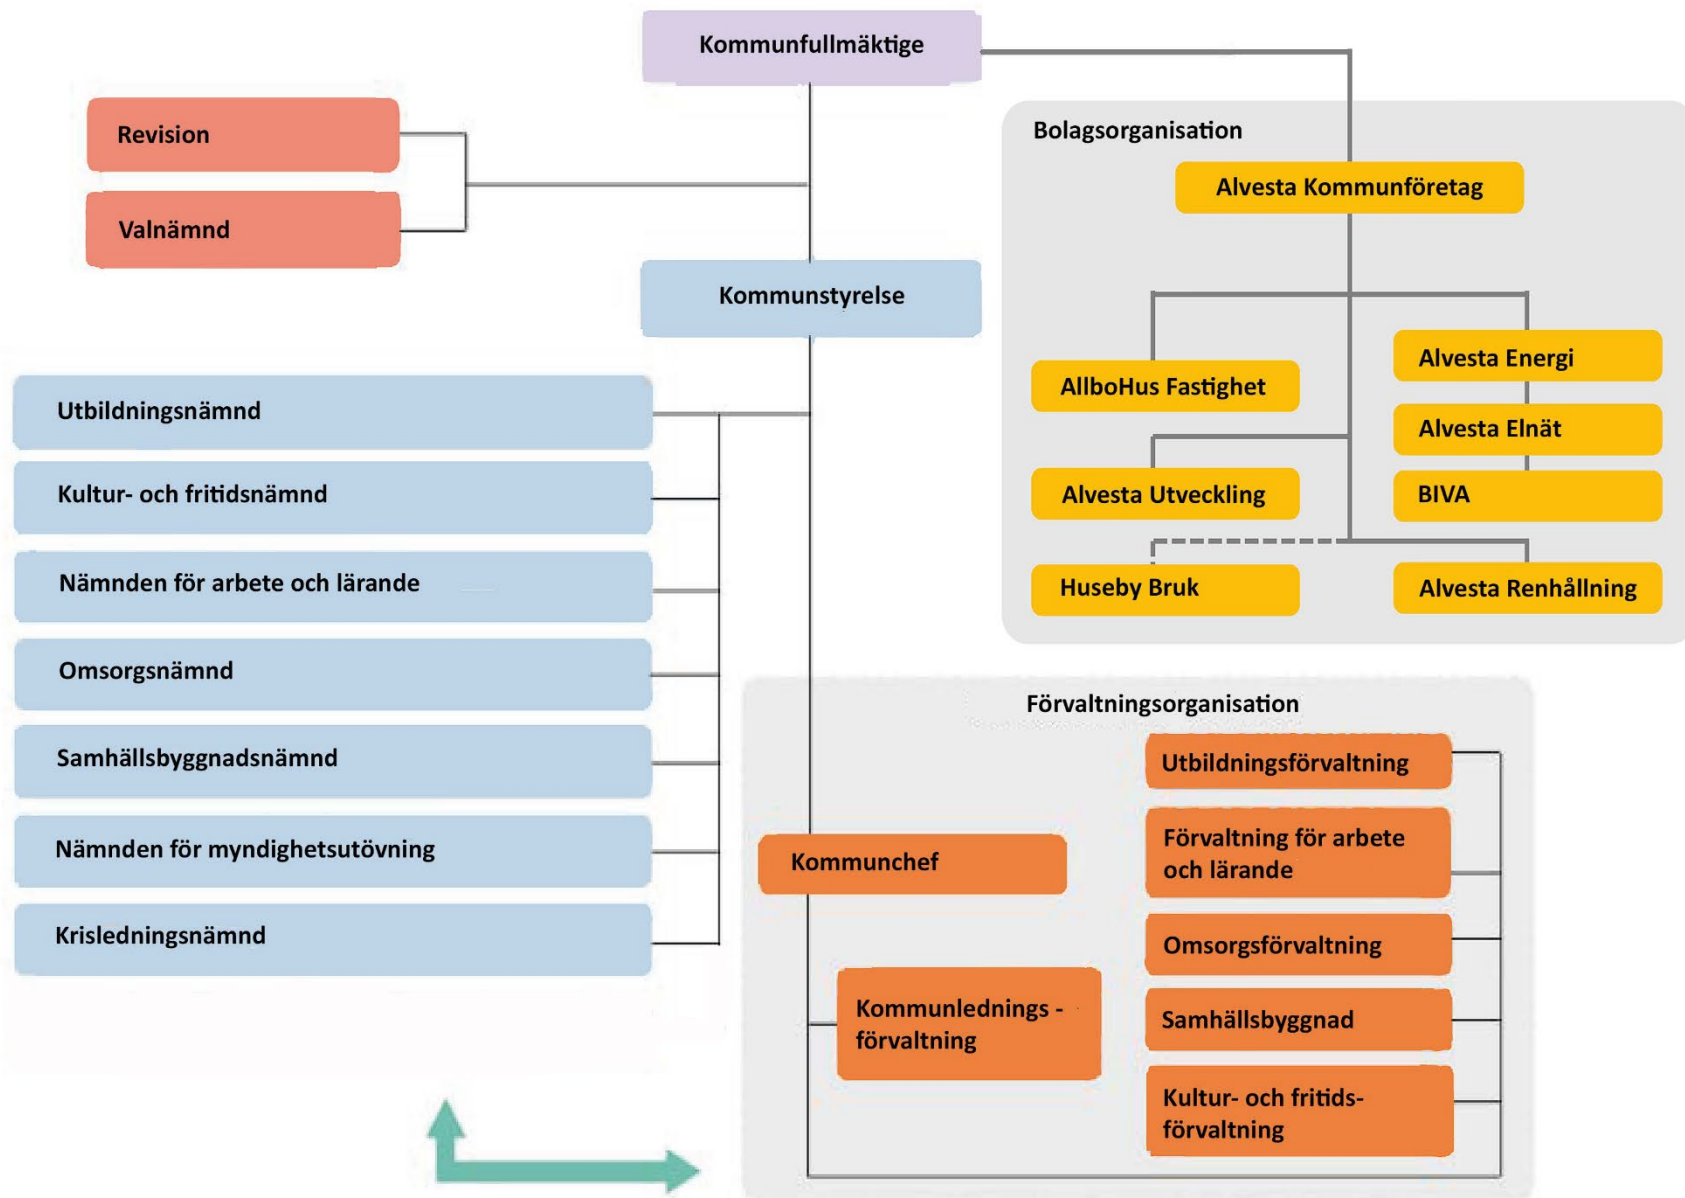 Kommunfullmäktige
Revision
Valnämnd
Kommunstyrelse
Utbildningsnämnd
Kultur- och fritidsnämnd
Nämnden för arbete och lärande
Omsorgsnämnd
Samhällsbyggnadsnämnd
Nämnden för myndighetsutövning
Krisledningsnämnd
Bolagsorganisation
Alvesta Kommunföretag
AllboHus Fastighet
Alvesta Utveckling
Huseby Bruk
Alvesta Energi
Alvesta Elnät
BIVA
Alvesta Renhållning
Förvaltningsorganisation
Kommunchef
Kommunlednings -
förvaltning
Utbildningsförvaltning
Förvaltning för arbete
och lärande
Omsorgsförvaltning
Samhällsbyggnad
Kultur- och fritids-
förvaltning